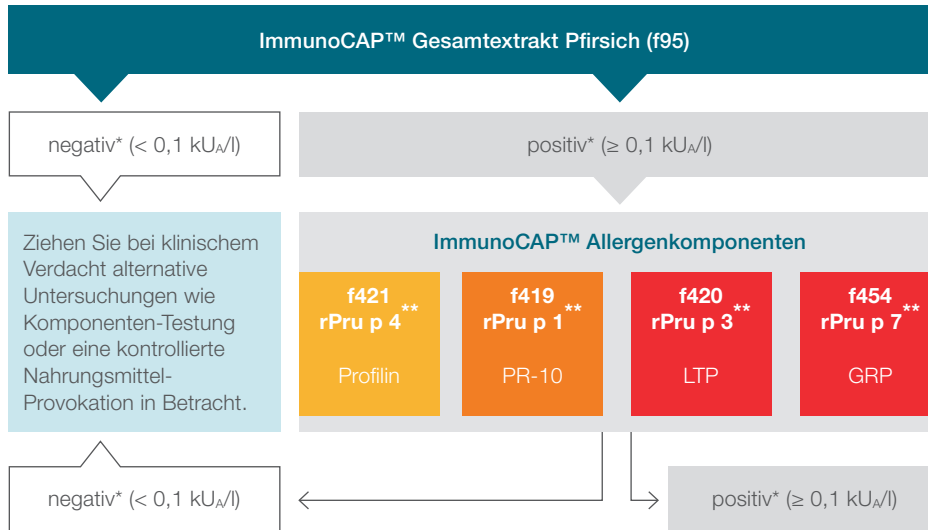 ImmunoCAP™ Gesamtextrakt Pfirsich (f95)
negativ* (< 0,1 kUA/l)
positiv* (≥ 0,1 kUA/l)
Ziehen Sie bei klinischem
Verdacht alternative
Untersuchungen wie
Komponenten-Testung
oder eine kontrollierte
Nahrungsmittel-
Provokation in Betracht.
ImmunoCAP™ Allergenkomponenten
f421
rPru p 4**
Profilin
f419
rPru p 1**
PR-10
f420
rPru p 3**
LTP
f454
rPru p 7**
GRP
negativ* (< 0,1 kUA/l)
positiv* (≥ 0,1 kUA/l)